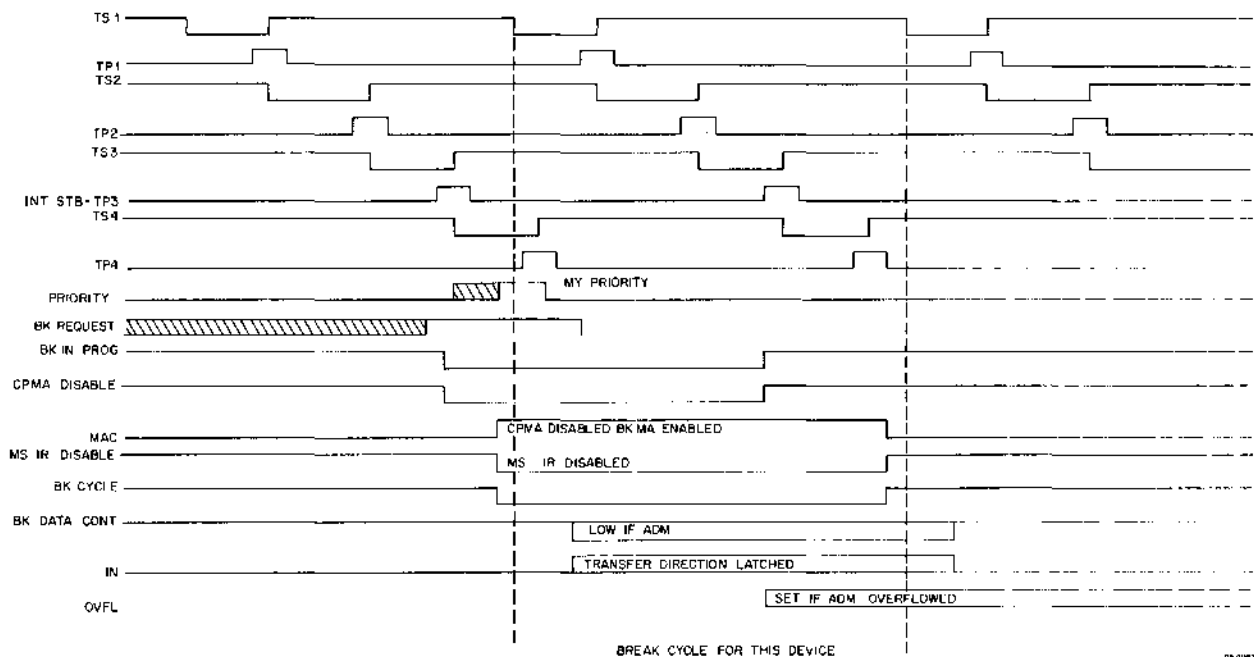 TS1
TP1
TS2
TP2
TS3
INT STB-TP3
TS4
TP4
PRIORITY
MY PRIORITY
BK REQUEST
BK IN PROG
CPMA DISABLE
MAC
CPMA DISABLED BK MA ENABLED
MS IR DISABLE
MS IR DISABLED
BK CYCLE
BK DATA CONT
LOW IF ADM
IN
TRANSFER DIRECTION LATCHED
OVFL
SET IF ADM OVERFLOWED
BREAK CYCLE FOR THIS DEVICE